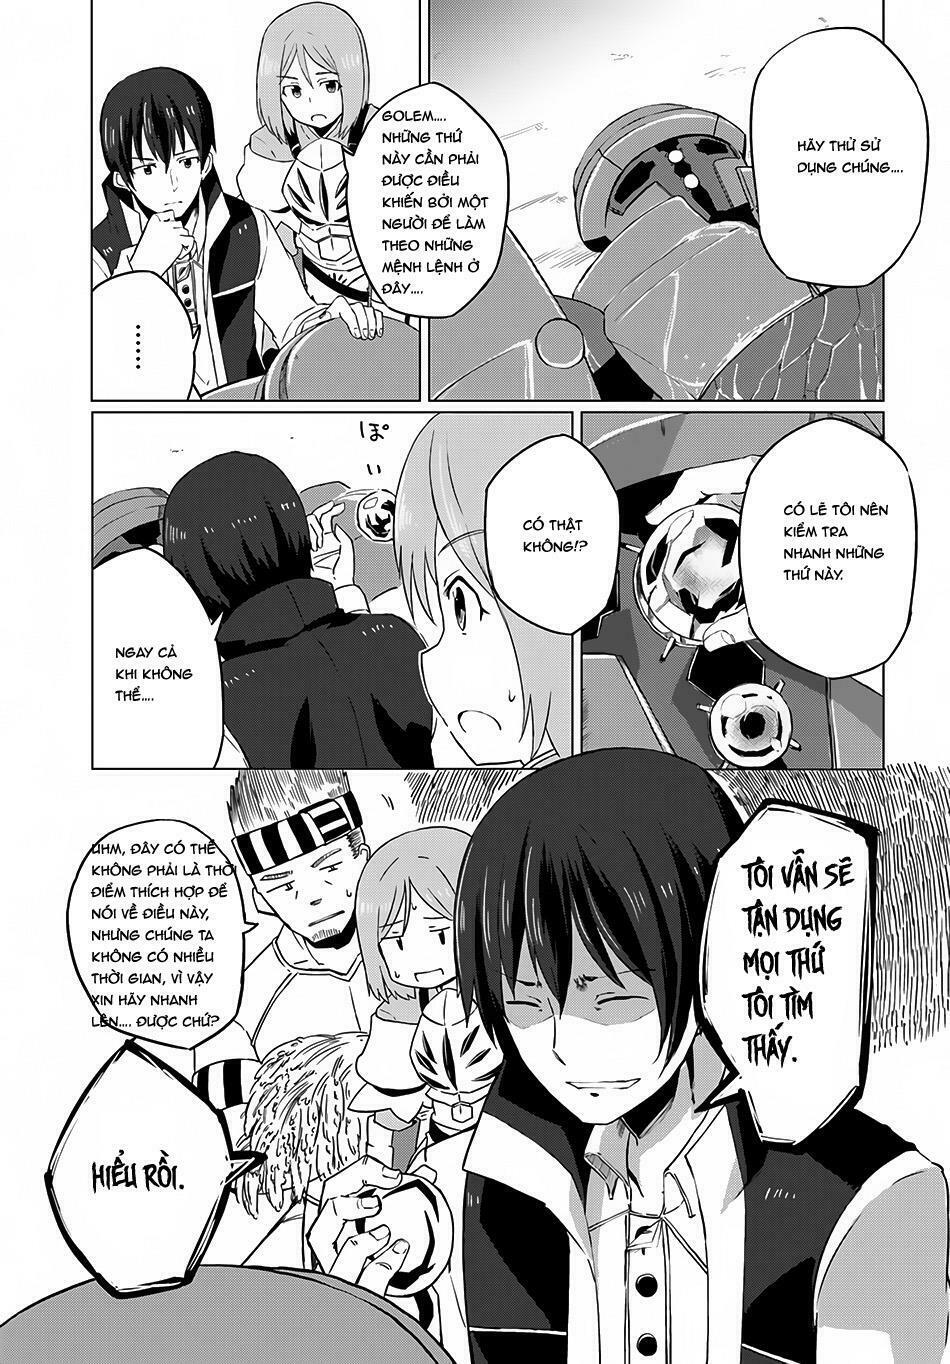 HÃY THỬ SỬ
DỤNG CHÚNG....
GOLEM....
NHỮNG THỨ
NÀY CẦN PHẢI
ĐƯỢC ĐIỀU
KHIẾN BỞI MỘT
NGƯỜI ĐỂ LÀM
THEO NHỮNG
MỆNH LỆNH Ở
ĐÂY....
......
CÓ LẼ TÔI NÊN
KIỂM TRA
NHANH NHỮNG
THỨ NÀY.
CÓ THẬT
KHÔNG!?
ぽい
NGAY CẢ
KHI KHÔNG
THỂ....
TÔI VẪN SẼ
TẬN DỤNG
MỌI THỨ
TÔI TÌM
THẤY.
UHM, ĐÂY CÓ THỂ
KHÔNG PHẢI LÀ THỜI
ĐIỂM THÍCH HỢP ĐỂ
NÓI VỀ ĐIỀU NÀY,
NHƯNG CHÚNG TA
KHÔNG CÓ NHIỀU
THỜI GIAN, VÌ VẬY
XIN HÃY NHANH
LÊN.... ĐƯỢC CHỨ?
HIỂU RỒI.